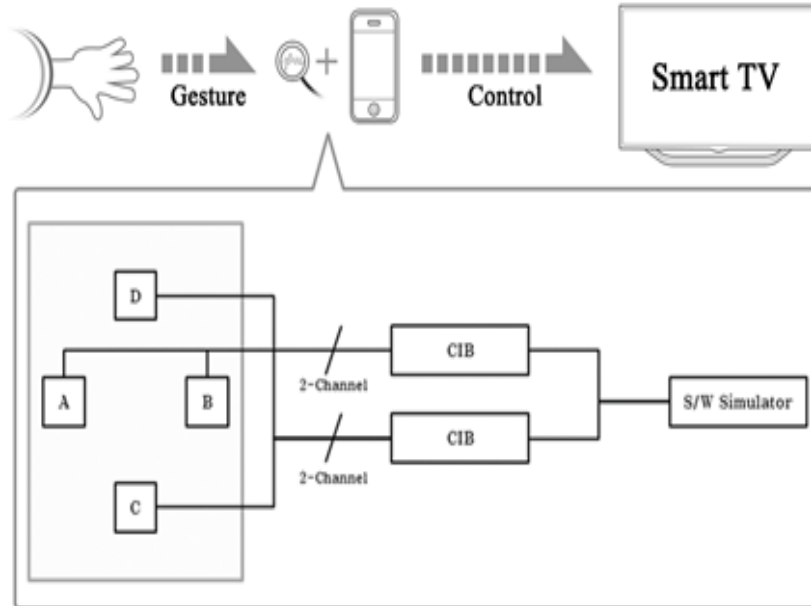 Gesture
Control
Smart TV
D
A
B
C
2-Channel
2-Channel
CIB
CIB
S/W Simulator